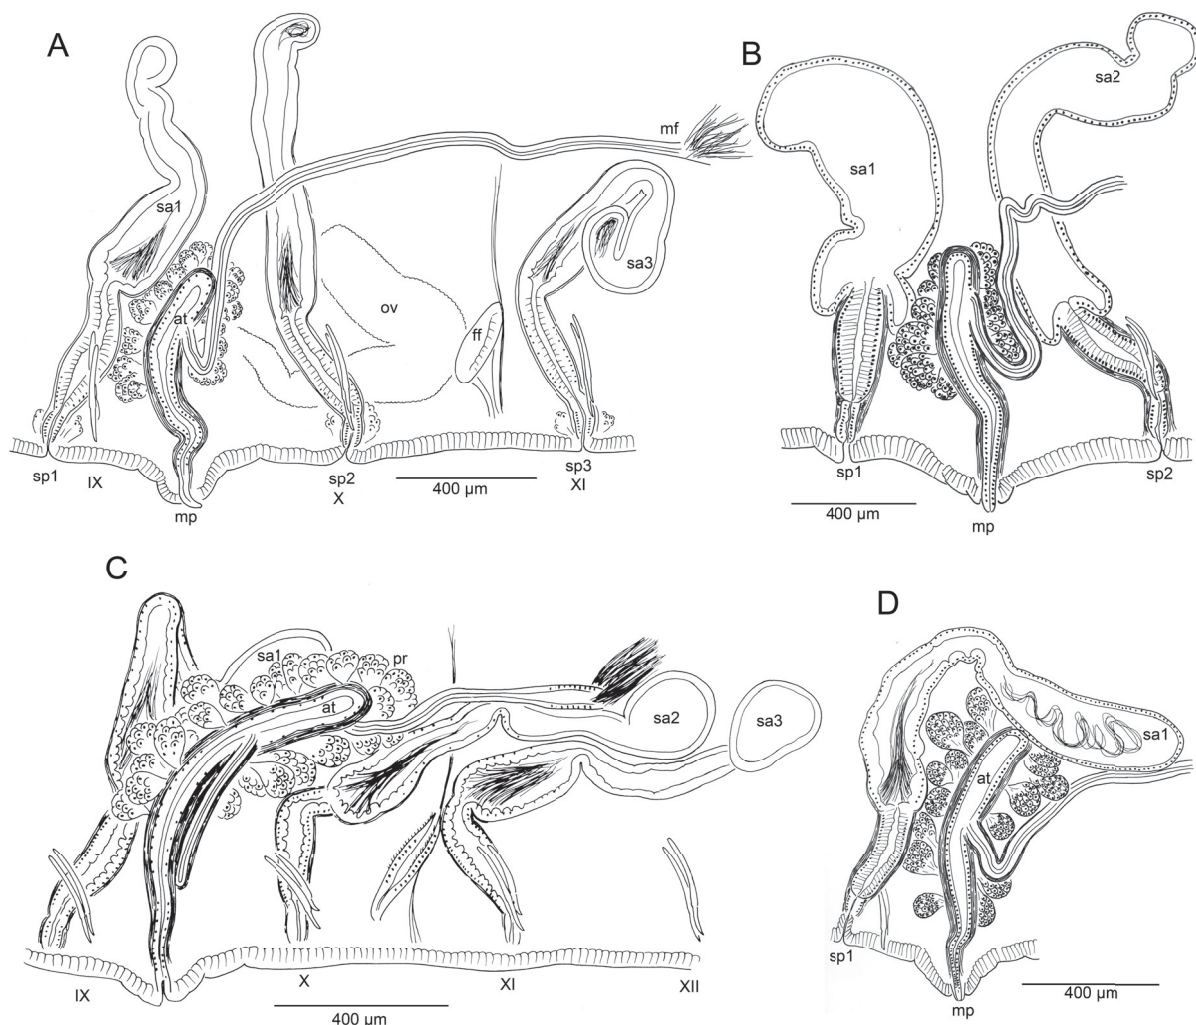 A
mf
sa1
sa3
at
ov
ff
sp1
IX
mp
sp2
X
400 µm
sp3
XI
B
sa2
sa1
sp1
400 µm
mp
sp2
C
sa1
pr
at
sa2
sa3
IX
X
XI
XII
400 µm
D
sa1
at
sp1
400 µm
mp